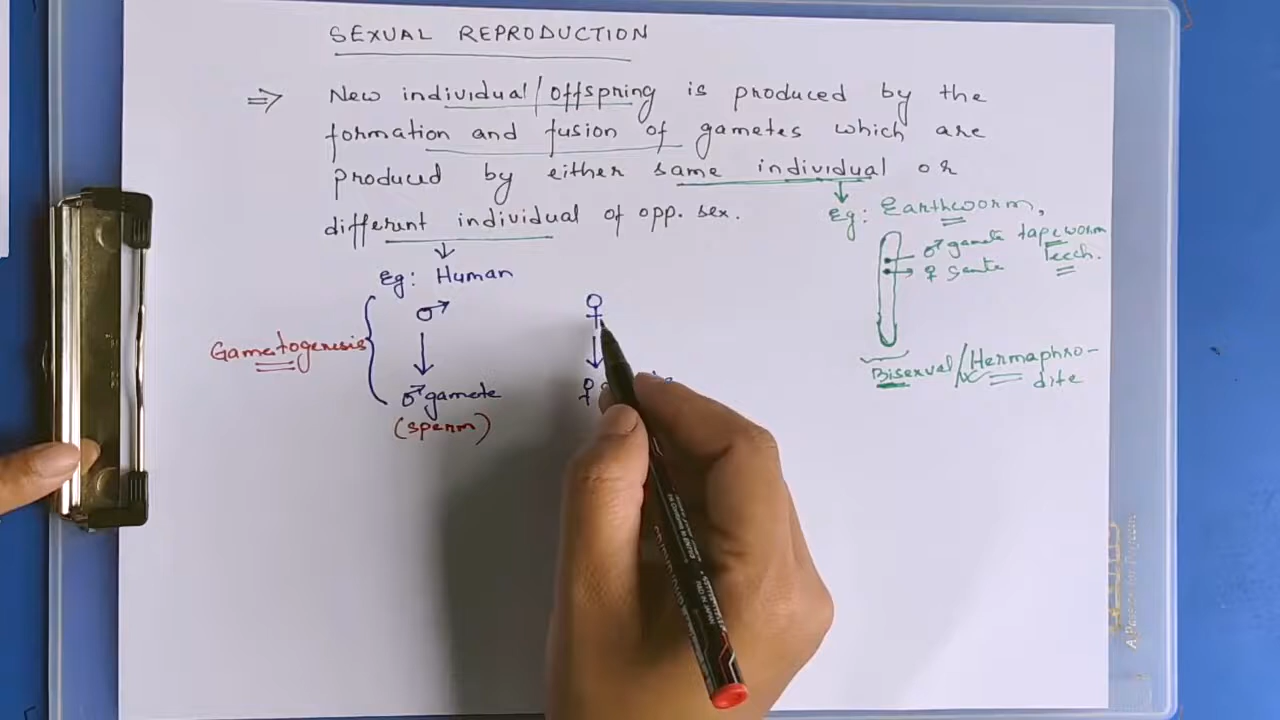 SEXUAL REPRODUCTION
⇒ New individual/offspring is produced by the
formation and fusion of gametes which are
produced by either same individual or
different individual of opp. sex.
Eg: Earthworm,
tapeworm
Leech.
♂ gamete
♀ gamete
Bisexual/Hermaphro-
dite
Eg: Human
♂
♀
Gametogenesis
♂ gamete
(sperm)
♀